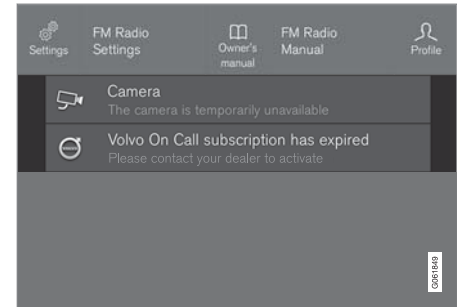 Settings
FM Radio
Settings
Owner's
manual
FM Radio
Manual
Profile
Camera
The camera is temporarily unavailable
Volvo On Call subscription has expired
Please contact your dealer to activate
G061849